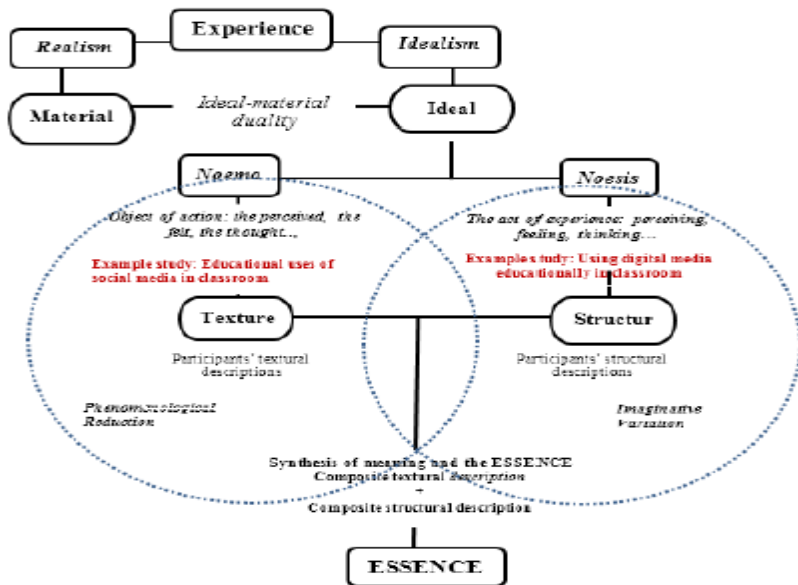 Experience
Realism
Idealism
Material
Ideal-material
duality
Ideal
Noema
Noesis
Object of action: the perceived, the
felt, the thought...
The act of experience: perceiving,
feeling, thinking...
Example study: Educational uses of
social media in classroom
Examples tudy: Using digital media
educationally in classroom
Texture
Structur
Participants' textural
descriptions
Participants' structural
descriptions
Phenomenological
Reduction
Imaginative
Variation
Synthesis of meaning and the ESSENCE
Composite textural description
+
Composite structural description
ESSENCE